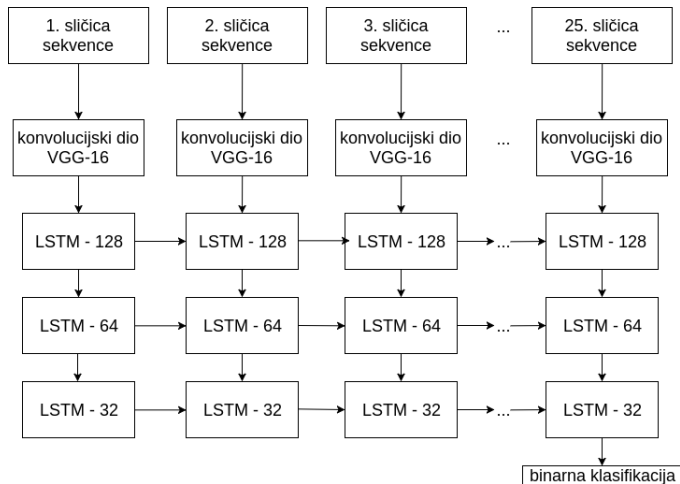 1. sličica
sekvence
2. sličica
sekvence
3. sličica
sekvence
...
25. sličica
sekvence
konvolucijski dio
VGG-16
konvolucijski dio
VGG-16
konvolucijski dio
VGG-16
...
konvolucijski dio
VGG-16
LSTM - 128
LSTM - 128
LSTM - 128
...
LSTM - 128
LSTM - 64
LSTM - 64
LSTM - 64
...
LSTM - 64
LSTM - 32
LSTM - 32
LSTM - 32
...
LSTM - 32
binarna klasifikacija